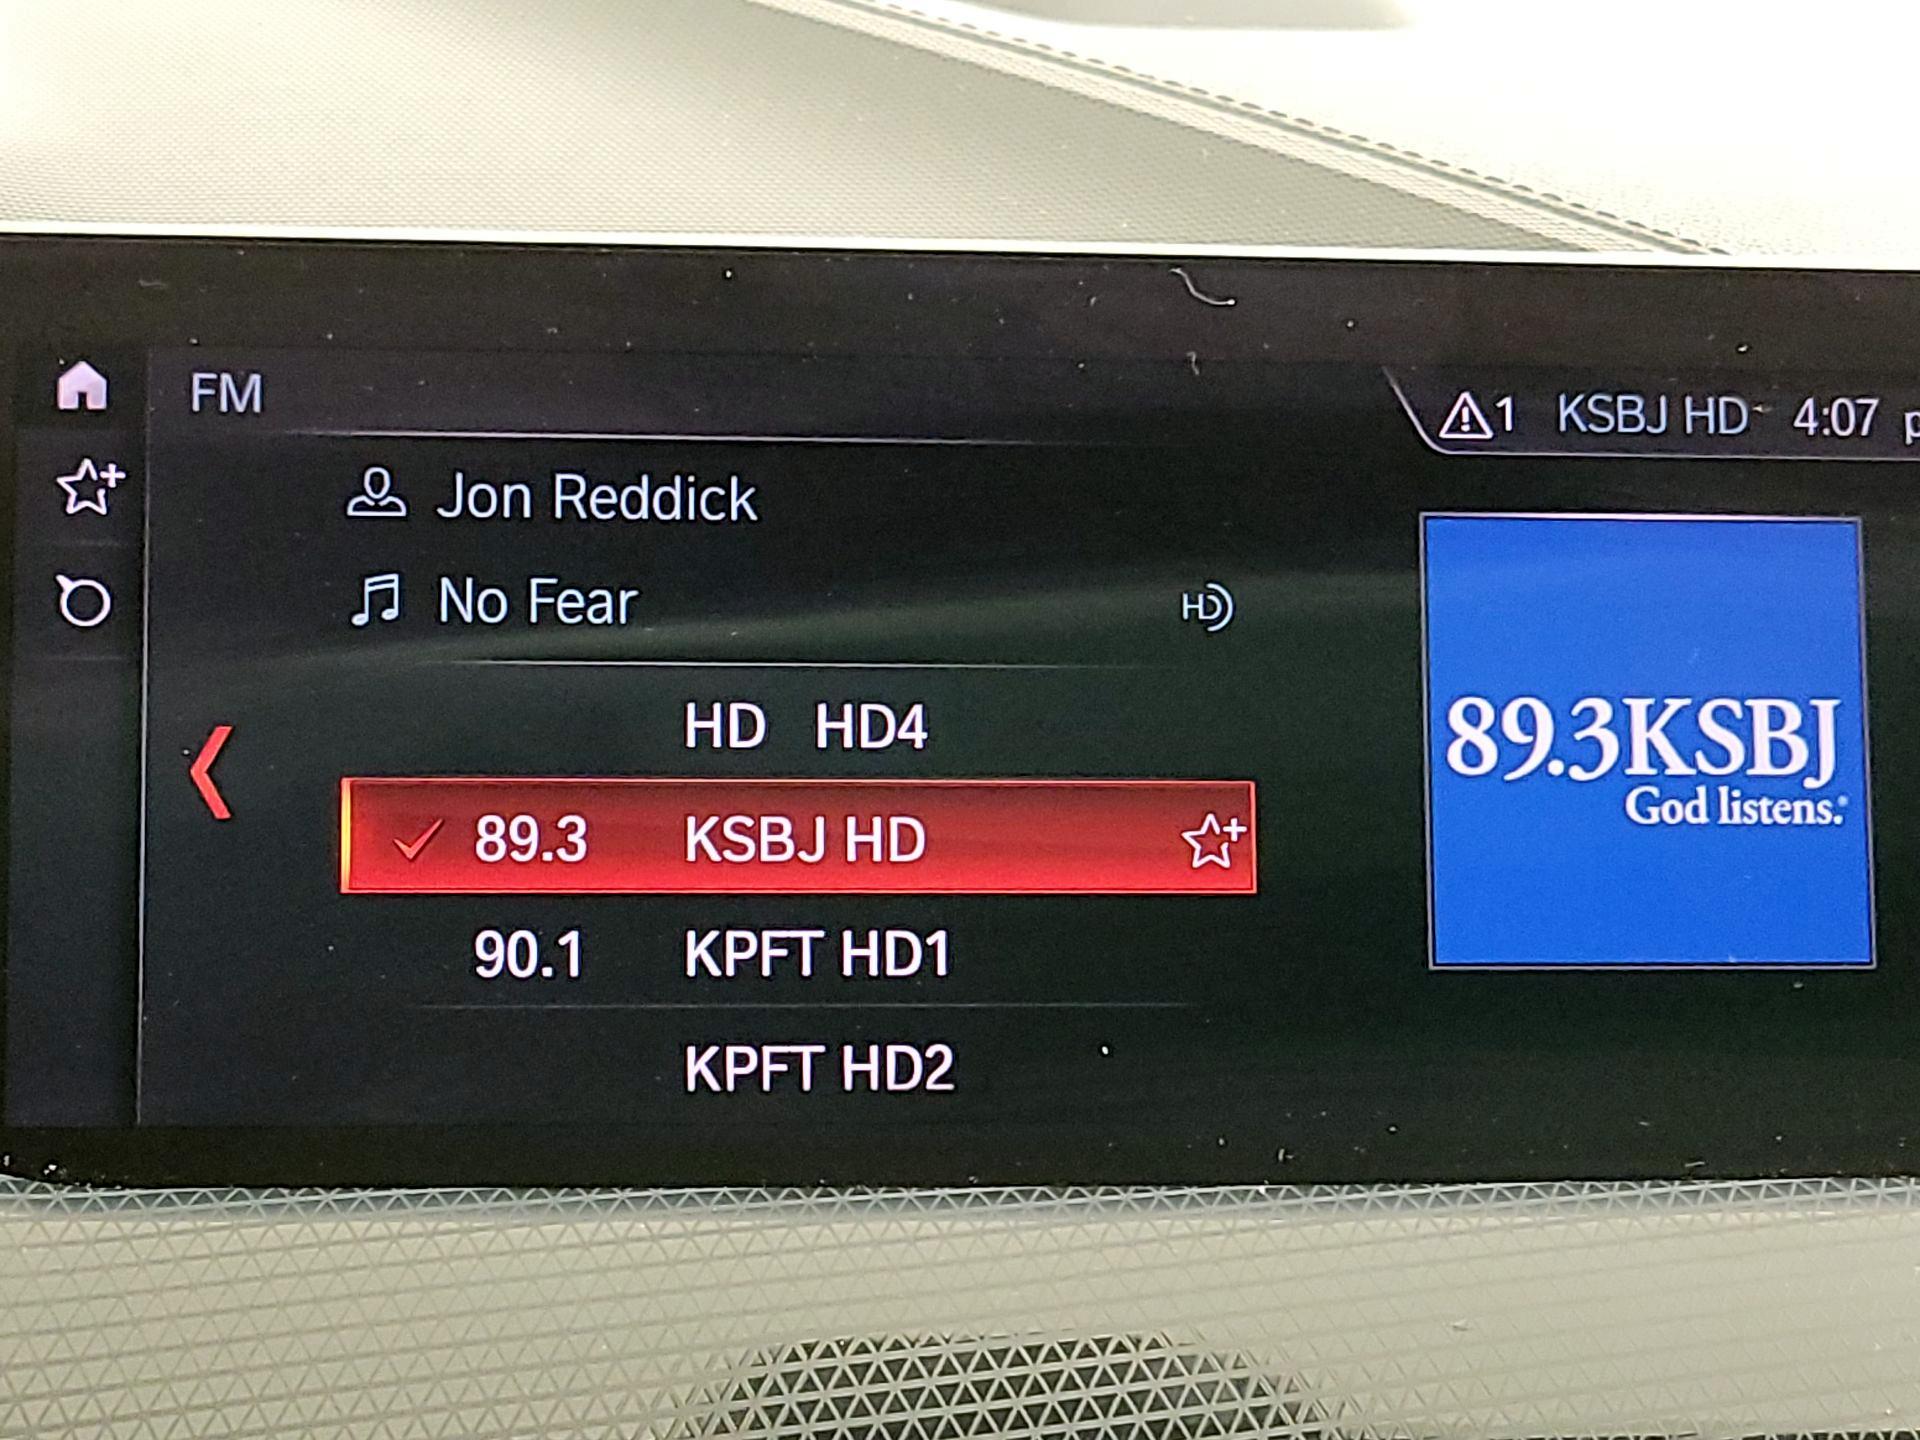 FM
1 KSBJ HD 4:07 p
Jon Reddick
No Fear
HD
HD HD4
89.3 KSBJ HD
90.1 KPFT HD1
KPFT HD2
89.3KSBJ
God listens.®